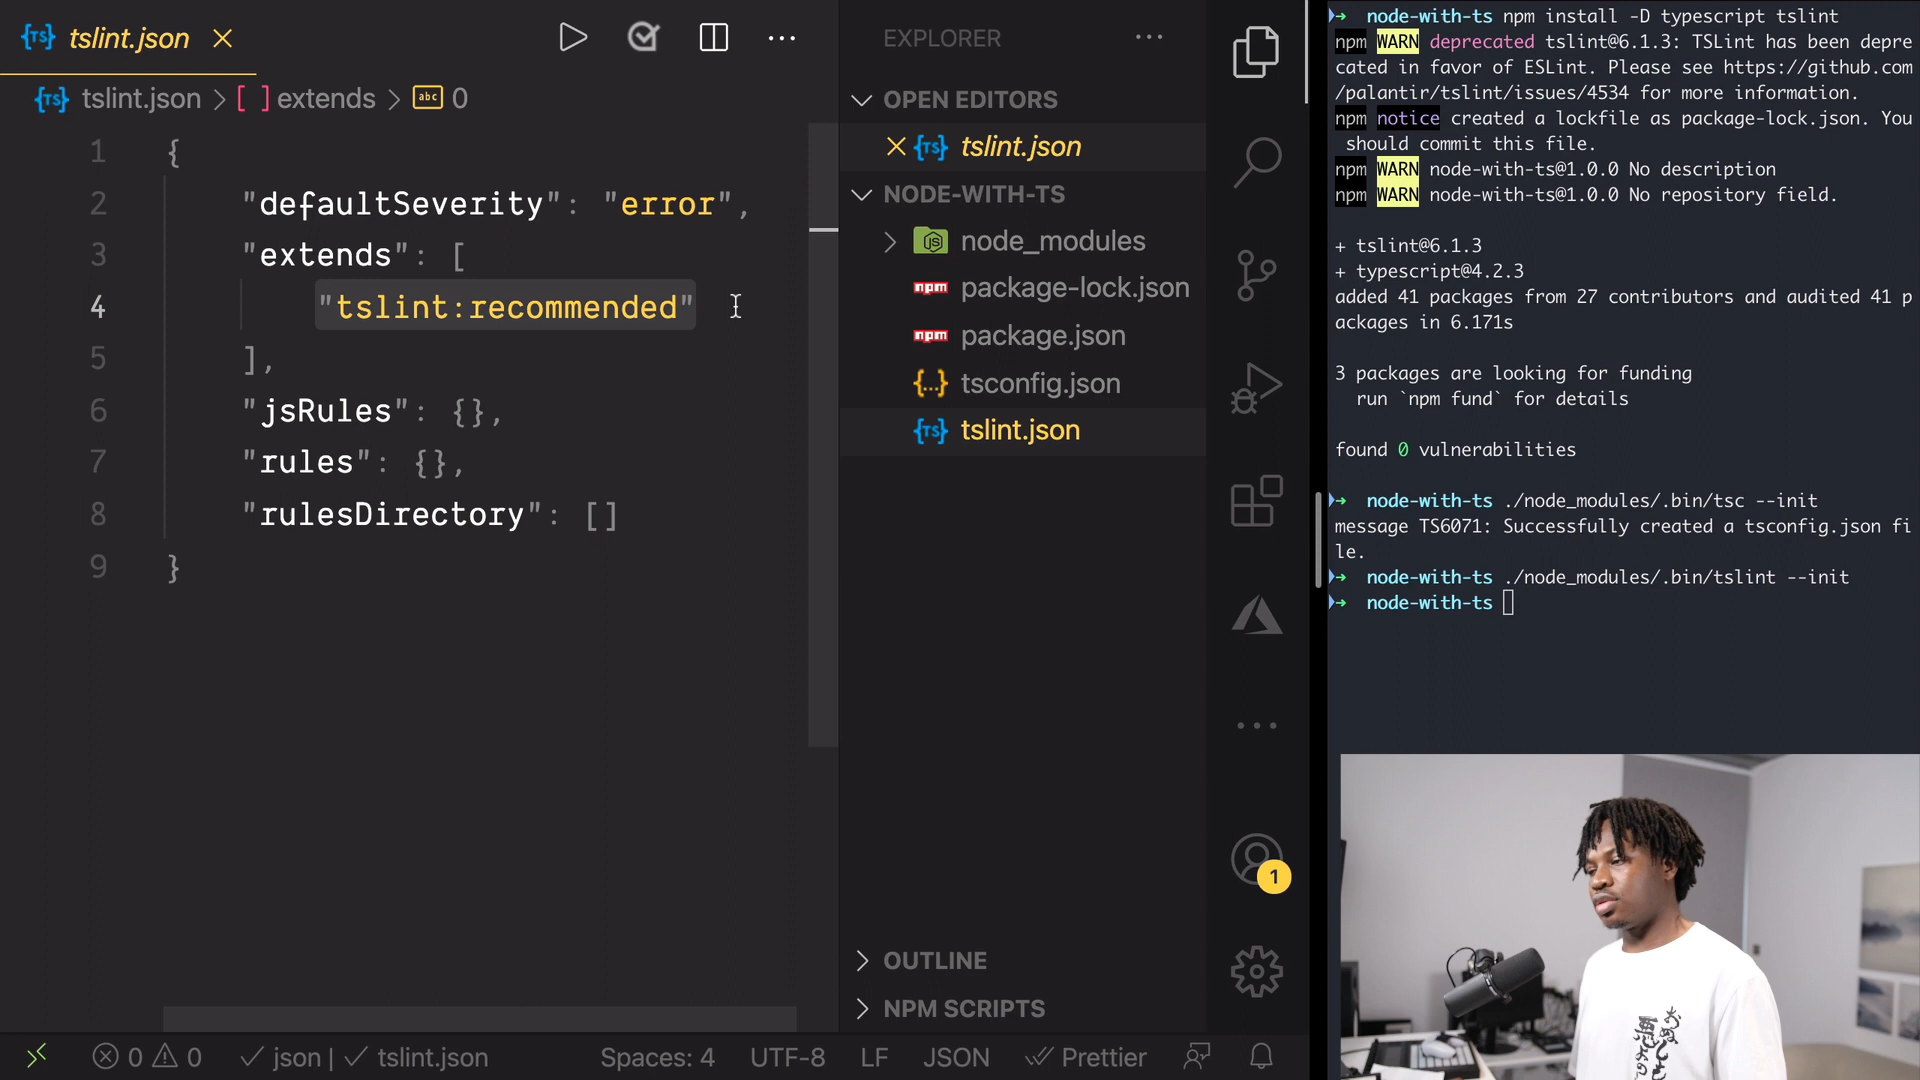 tslint.json
tslint.json > [ ] extends > abc 0
1 {
2 "defaultSeverity": "error",
3 "extends": [
4 "tslint:recommended"
5 ],
6 "jsRules": {},
7 "rules": {},
8 "rulesDirectory": []
9 }
0 0 json | tslint.json Spaces: 4 UTF-8 LF JSON Prettier
EXPLORER
OPEN EDITORS
tslint.json
NODE-WITH-TS
node_modules
npm package-lock.json
npm package.json
{...} tsconfig.json
{TS} tslint.json
OUTLINE
NPM SCRIPTS
1
→ node-with-ts npm install -D typescript tslint
npm WARN deprecated tslint@6.1.3: TSLint has been depre
cated in favor of ESLint. Please see https://github.com
/palantir/tslint/issues/4534 for more information.
npm notice created a lockfile as package-lock.json. You
should commit this file.
npm WARN node-with-ts@1.0.0 No description
npm WARN node-with-ts@1.0.0 No repository field.
+ tslint@6.1.3
+ typescript@4.2.3
added 41 packages from 27 contributors and audited 41 p
ackages in 6.171s
3 packages are looking for funding
run `npm fund` for details
found 0 vulnerabilities
→ node-with-ts ./node_modules/.bin/tsc --init
message TS6071: Successfully created a tsconfig.json fi
le.
→ node-with-ts ./node_modules/.bin/tslint --init
→ node-with-ts